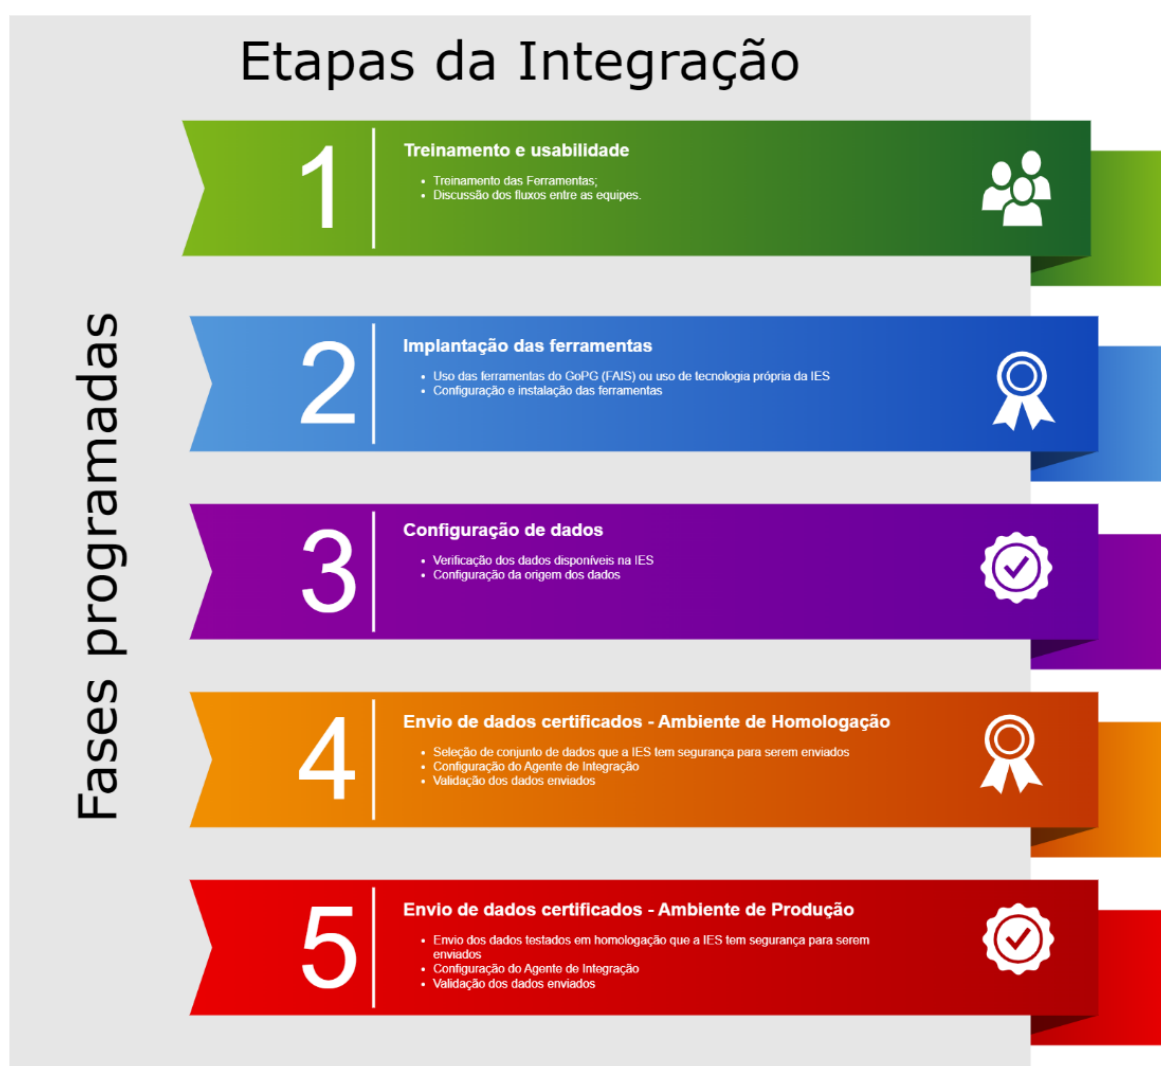 Etapas da Integração
Fases programadas
1
Treinamento e usabilidade
• Treinamento das Ferramentas;
• Discussão dos fluxos entre as equipes.
2
Implantação das ferramentas
• Uso das ferramentas do GoPG (FAIS) ou uso de tecnologia própria da IES
• Configuração e instalação das ferramentas
3
Configuração de dados
• Verificação dos dados disponíveis na IES
• Configuração da origem dos dados
4
Envio de dados certificados - Ambiente de Homologação
• Seleção de conjunto de dados que a IES tem segurança para serem enviados
• Configuração do Agente de Integração
• Validação dos dados enviados
5
Envio de dados certificados - Ambiente de Produção
• Envio dos dados testados em homologação que a IES tem segurança para serem
enviados
• Configuração do Agente de Integração
• Validação dos dados enviados